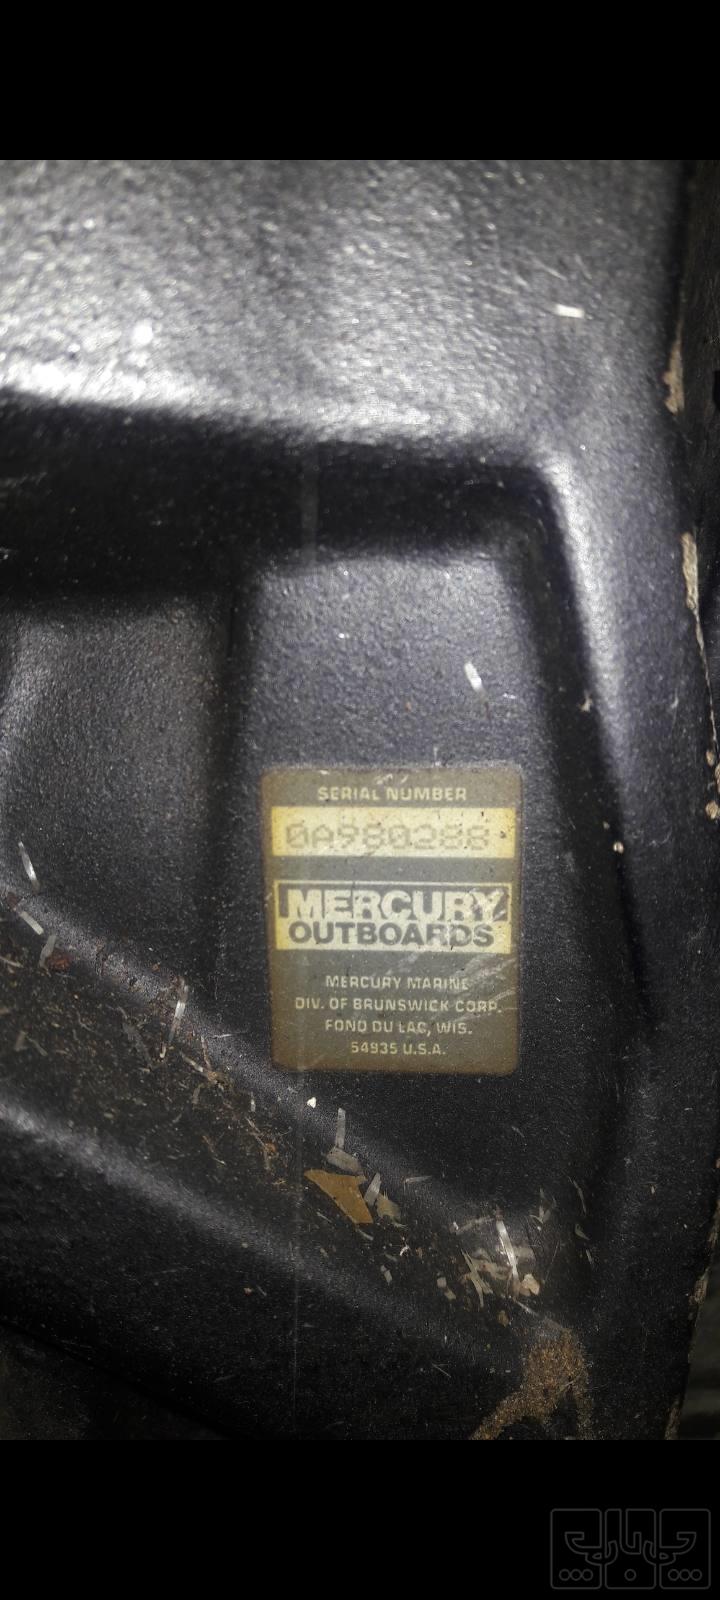 SERIAL NUMBER
0A980288
MERCURY
OUTBOARDS
MERCURY MARINE
DIV. OF BRUNSWICK CORP.
FOND DU LAC, WIS.
54935 U.S.A.